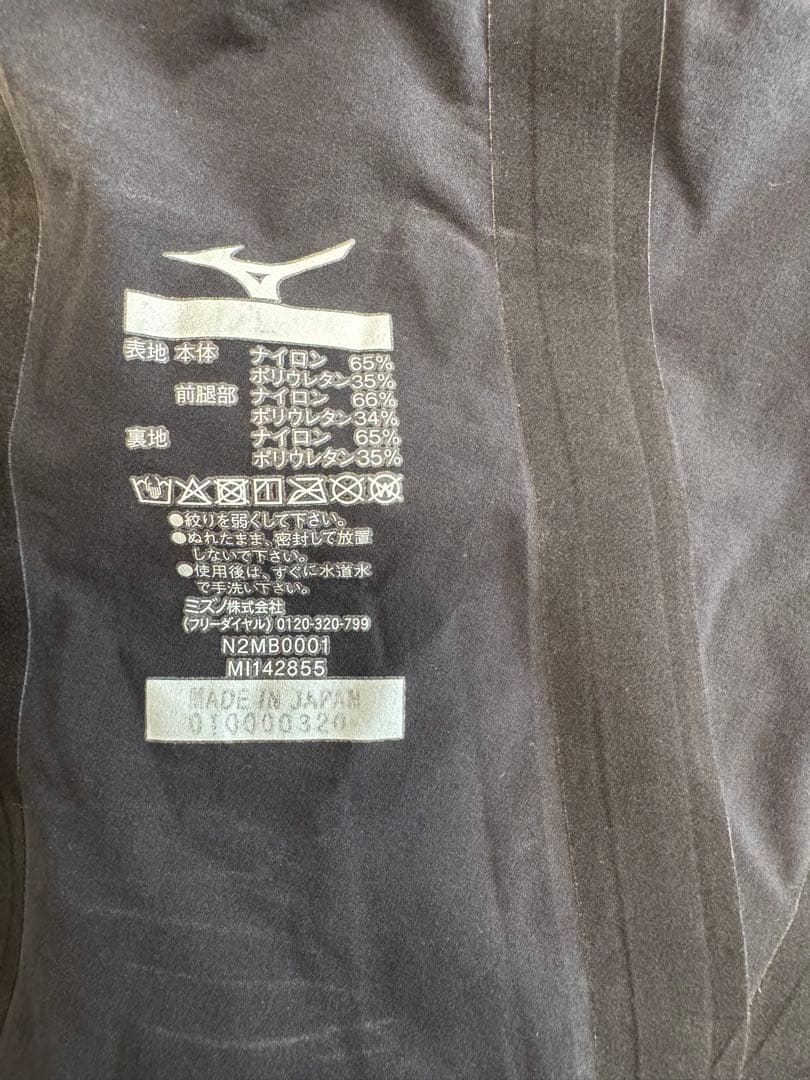 表地 本体 ナイロン 65%
ポリウレタン35%
前腿部 ナイロン 66%
ポリウレタン34%
裏地 ナイロン 65%
ポリウレタン35%
●絞りを弱くして下さい。
●ぬれたまま、密封して放置
しないで下さい。
●使用後は、すぐに水道水
で手洗い下さい。
ミズノ株式会社
(フリーダイヤル) 0120-320-799
N2MB0001
MI142855
MADE IN JAPAN
010000320